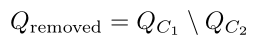 Q_removed = Q_{C_1} \ Q_{C_2}